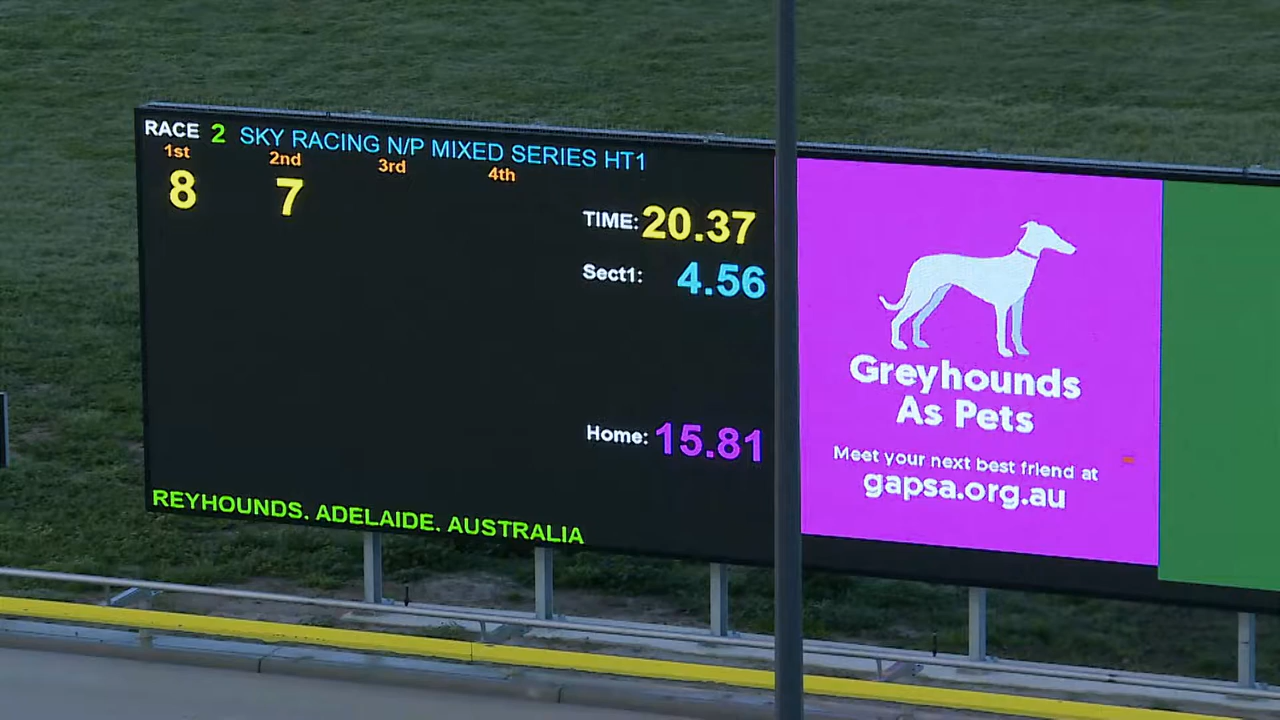 RACE 2 SKY RACING N/P MIXED SERIES HT1
1st 2nd 3rd 4th
8 7
TIME: 20.37
Sect1: 4.56
Home: 15.81
REYHOUNDS. ADELAIDE. AUSTRALIA
Greyhounds
As Pets
Meet your next best friend at
gapsa.org.au